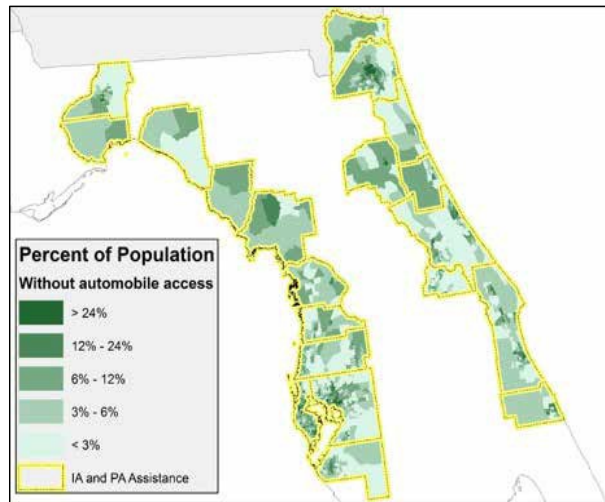 Percent of Population
Without automobile access
> 24%
12% - 24%
6% - 12%
3% - 6%
< 3%
IA and PA Assistance